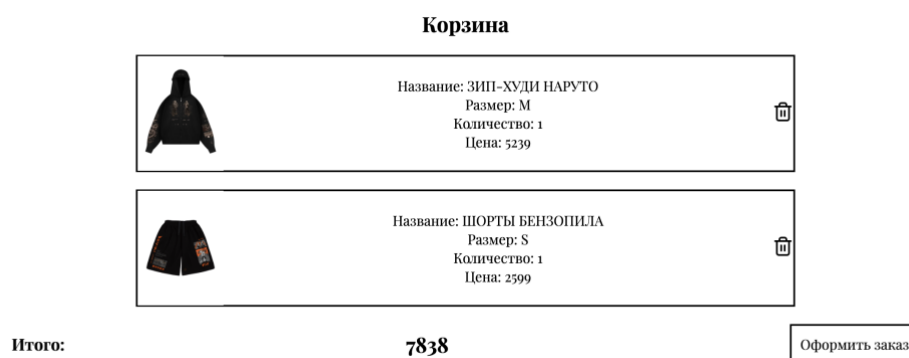 Корзина
Название: ЗИП-ХУДИ НАРУТО
Размер: M
Количество: 1
Цена: 5239
Название: ШОРТЫ БЕНЗОПИЛА
Размер: S
Количество: 1
Цена: 2599
Итого: 7838 Оформить заказ